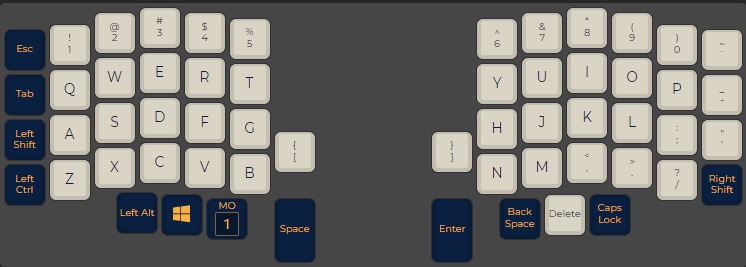 Esc
!
1
@
2
#
3
$
4
%
5
^
6
&
7
*
8
(
9
)
0
~
`
Tab
Q
W
E
R
T
Y
U
I
O
P
_
-
Left
Shift
A
S
D
F
G
{
[
}
]
H
J
K
L
:
;
"
'
Left
Ctrl
Z
X
C
V
B
N
M
<
,
>
.
?
/
Right
Shift
Left Alt
MO
1
Space
Enter
Back
Space
Delete
Caps
Lock